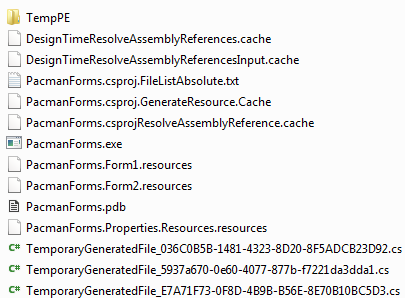 TempPE
DesignTimeResolveAssemblyReferences.cache
DesignTimeResolveAssemblyReferencesInput.cache
PacmanForms.csproj.FileListAbsolute.txt
PacmanForms.csproj.GenerateResource.Cache
PacmanForms.csprojResolveAssemblyReference.cache
PacmanForms.exe
PacmanForms.Form1.resources
PacmanForms.Form2.resources
PacmanForms.pdb
PacmanForms.Properties.Resources.resources
TemporaryGeneratedFile_036C0B5B-1481-4323-8D20-8F5ADCB23D92.cs
TemporaryGeneratedFile_5937a670-0e60-4077-877b-f7221da3dda1.cs
TemporaryGeneratedFile_E7A71F73-0F8D-4B9B-B56E-8E70B10BC5D3.cs